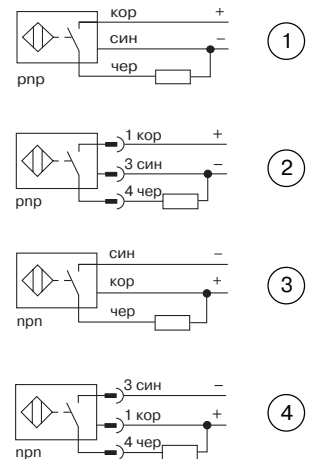 кор +
син −
чер
pnp
1
1 кор +
3 син −
4 чер
pnp
2
син −
кор +
чер
npn
3
3 син −
1 кор +
4 чер
npn
4